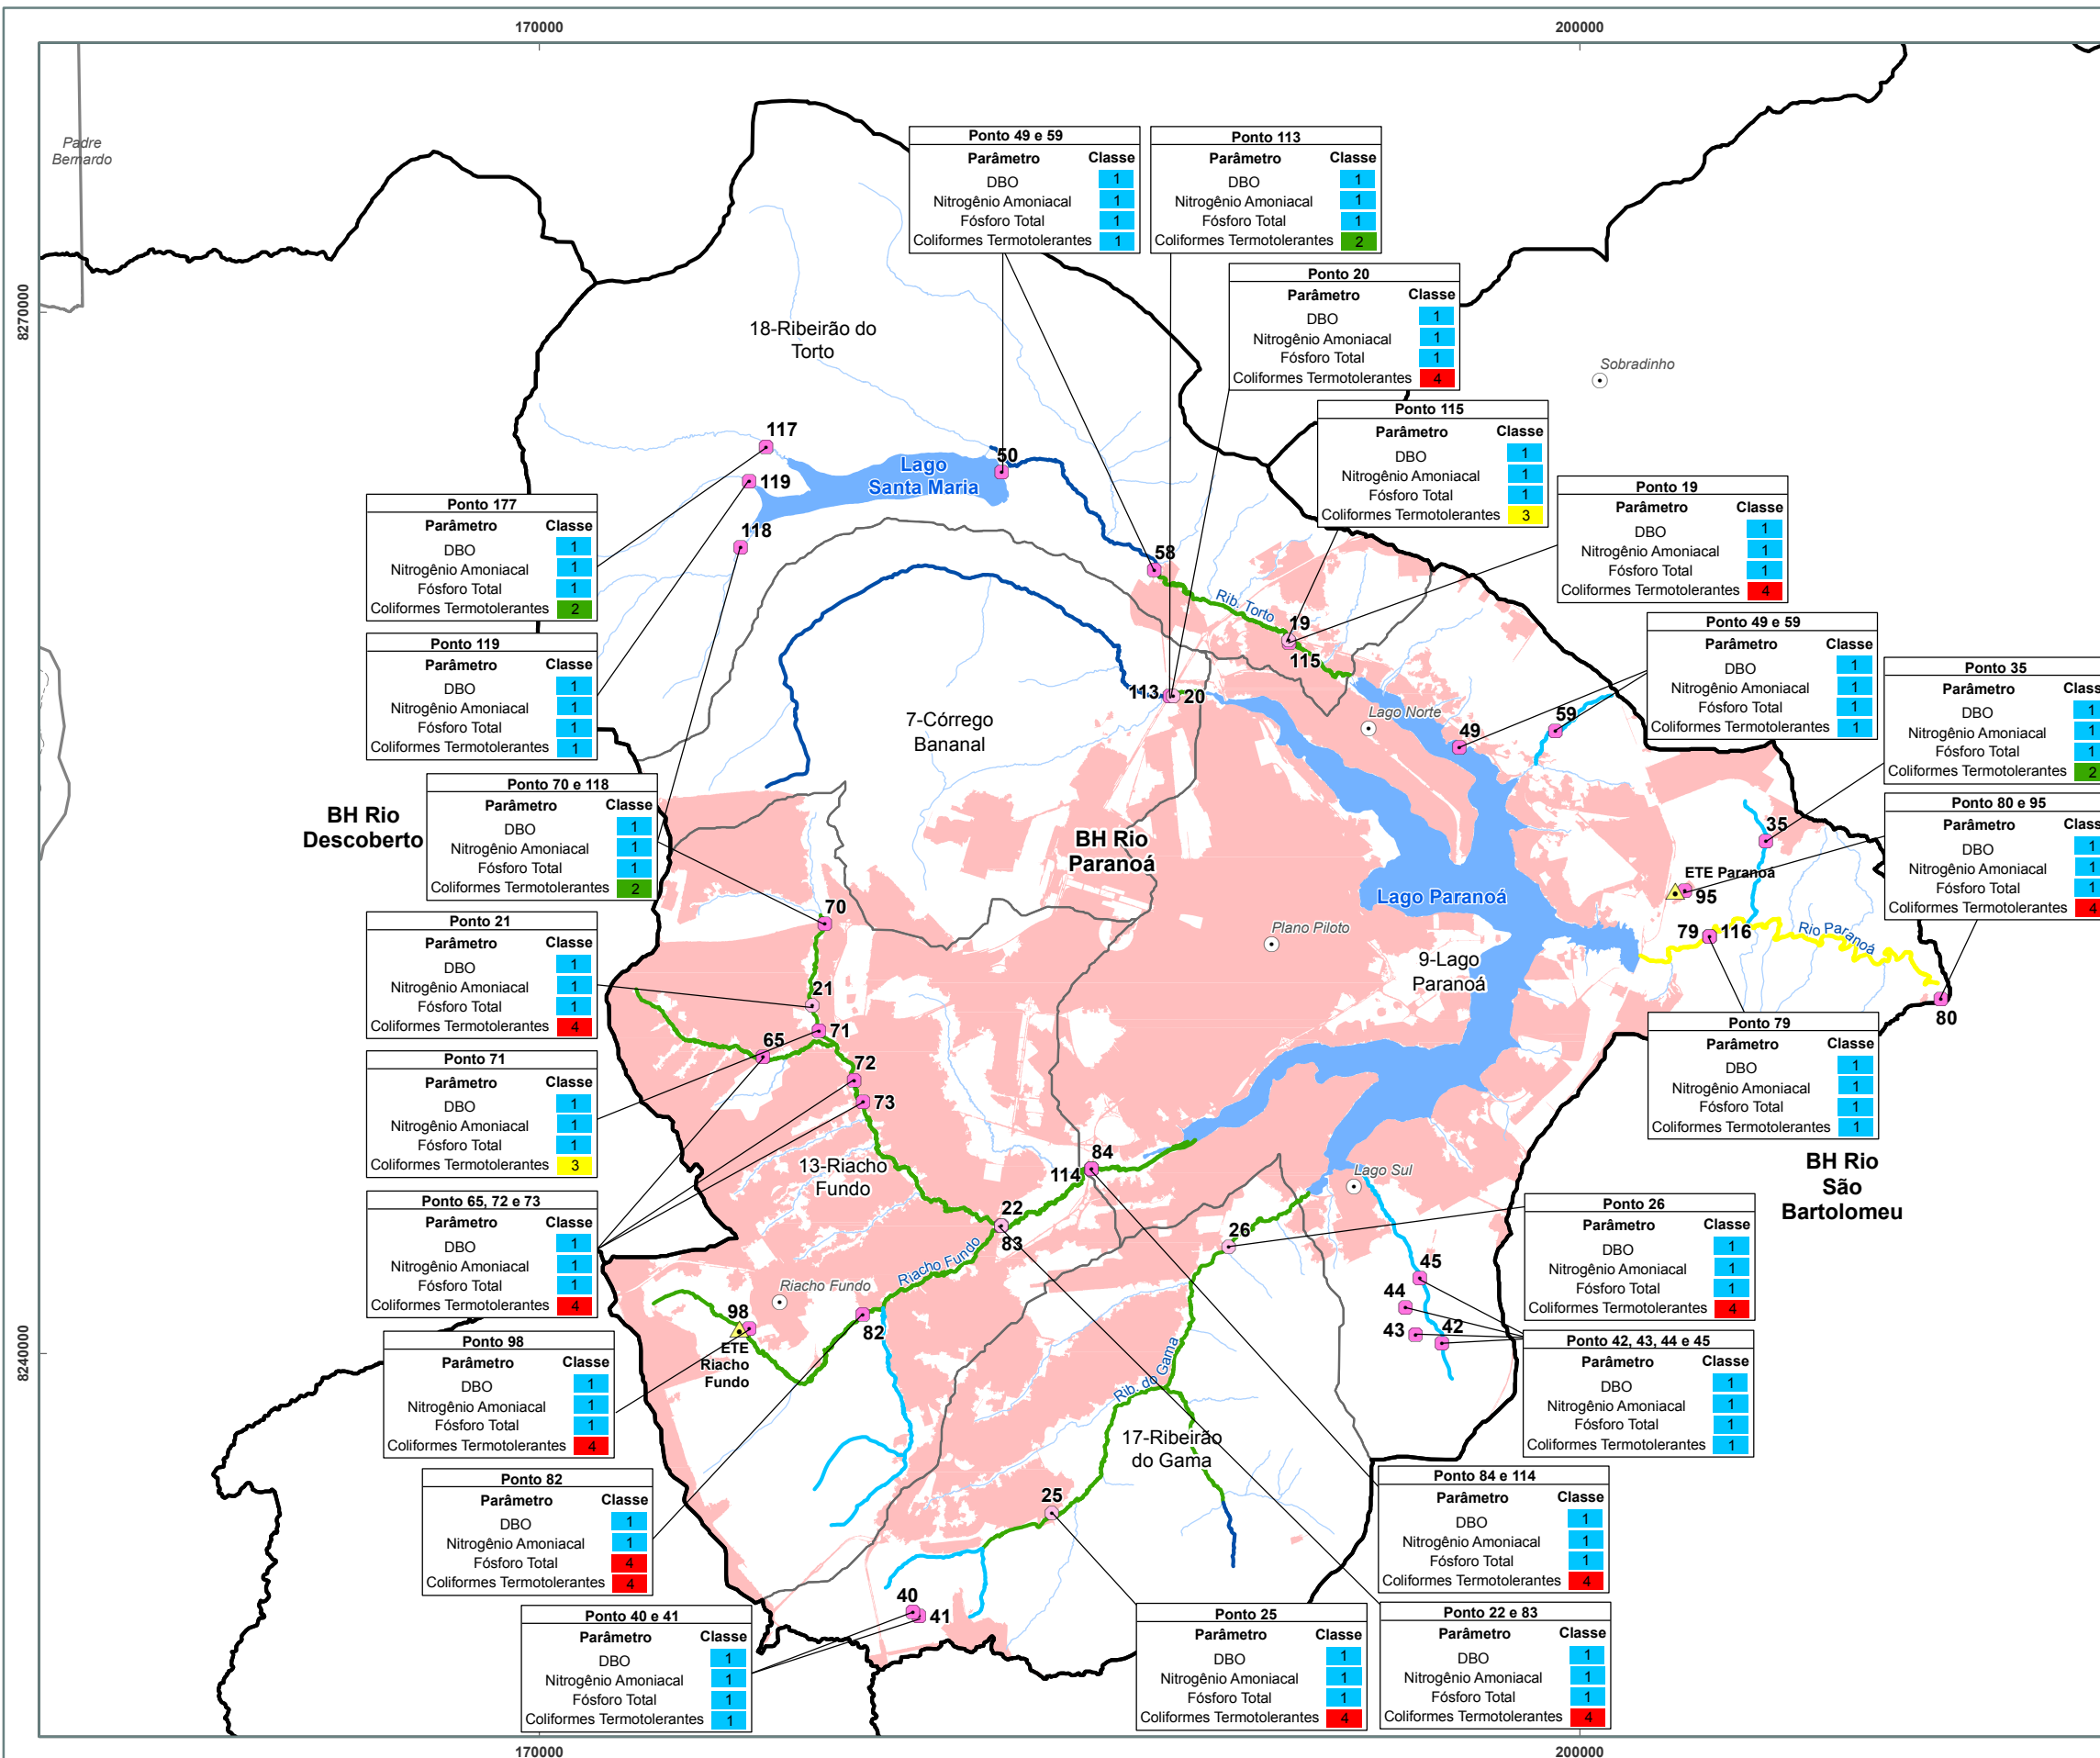 170000
200000
Padre
Bernardo
8270000
8240000
Ponto 49 e 59
Parâmetro Classe
DBO 1
Nitrogênio Amoniacal 1
Fósforo Total 1
Coliformes Termotolerantes 1
Ponto 113
Parâmetro Classe
DBO 1
Nitrogênio Amoniacal 1
Fósforo Total 1
Coliformes Termotolerantes 2
Ponto 20
Parâmetro Classe
DBO 1
Nitrogênio Amoniacal 1
Fósforo Total 1
Coliformes Termotolerantes 4
18-Ribeirão do
Torto
Sobradinho
Ponto 115
Parâmetro Classe
DBO 1
Nitrogênio Amoniacal 1
Fósforo Total 1
Coliformes Termotolerantes 3
Ponto 19
Parâmetro Classe
DBO 1
Nitrogênio Amoniacal 1
Fósforo Total 1
Coliformes Termotolerantes 4
117
119
118
50
Lago
Santa Maria
58
Rib. Torto
19
115
113
20
Ponto 177
Parâmetro Classe
DBO 1
Nitrogênio Amoniacal 1
Fósforo Total 1
Coliformes Termotolerantes 2
Ponto 119
Parâmetro Classe
DBO 1
Nitrogênio Amoniacal 1
Fósforo Total 1
Coliformes Termotolerantes 1
Ponto 49 e 59
Parâmetro Classe
DBO 1
Nitrogênio Amoniacal 1
Fósforo Total 1
Coliformes Termotolerantes 1
Ponto 35
Parâmetro Class
DBO 1
Nitrogênio Amoniacal 1
Fósforo Total 1
Coliformes Termotolerantes 2
7-Córrego
Bananal
Lago Norte
49
59
Ponto 70 e 118
Parâmetro Classe
DBO 1
Nitrogênio Amoniacal 1
Fósforo Total 1
Coliformes Termotolerantes 2
BH Rio
Descoberto
BH Rio
Paranoá
Lago Paranoá
35
ETE Paranoá
95
Ponto 80 e 95
Parâmetro Class
DBO 1
Nitrogênio Amoniacal 1
Fósforo Total 1
Coliformes Termotolerantes 4
Plano Piloto
9-Lago
Paranoá
79
116
Rio Paranoá
80
Ponto 21
Parâmetro Classe
DBO 1
Nitrogênio Amoniacal 1
Fósforo Total 1
Coliformes Termotolerantes 4
70
21
71
65
72
73
Ponto 79
Parâmetro Classe
DBO 1
Nitrogênio Amoniacal 1
Fósforo Total 1
Coliformes Termotolerantes 1
Ponto 71
Parâmetro Classe
DBO 1
Nitrogênio Amoniacal 1
Fósforo Total 1
Coliformes Termotolerantes 3
13-Riacho
Fundo
84
114
22
83
Lago Sul
BH Rio
São
Bartolomeu
Ponto 65, 72 e 73
Parâmetro Classe
DBO 1
Nitrogênio Amoniacal 1
Fósforo Total 1
Coliformes Termotolerantes 4
Riacho Fundo
Riacho Fundo
26
45
44
43
42
Ponto 26
Parâmetro Classe
DBO 1
Nitrogênio Amoniacal 1
Fósforo Total 1
Coliformes Termotolerantes 4
98
ETE
Riacho
Fundo
82
Rib. do Gama
Ponto 42, 43, 44 e 45
Parâmetro Classe
DBO 1
Nitrogênio Amoniacal 1
Fósforo Total 1
Coliformes Termotolerantes 1
Ponto 98
Parâmetro Classe
DBO 1
Nitrogênio Amoniacal 1
Fósforo Total 1
Coliformes Termotolerantes 4
17-Ribeirão
do Gama
Ponto 82
Parâmetro Classe
DBO 1
Nitrogênio Amoniacal 1
Fósforo Total 4
Coliformes Termotolerantes 4
25
Ponto 84 e 114
Parâmetro Classe
DBO 1
Nitrogênio Amoniacal 1
Fósforo Total 1
Coliformes Termotolerantes 4
40
41
Ponto 40 e 41
Parâmetro Classe
DBO 1
Nitrogênio Amoniacal 1
Fósforo Total 1
Coliformes Termotolerantes 1
Ponto 25
Parâmetro Classe
DBO 1
Nitrogênio Amoniacal 1
Fósforo Total 1
Coliformes Termotolerantes 4
Ponto 22 e 83
Parâmetro Classe
DBO 1
Nitrogênio Amoniacal 1
Fósforo Total 1
Coliformes Termotolerantes 4
170000
200000